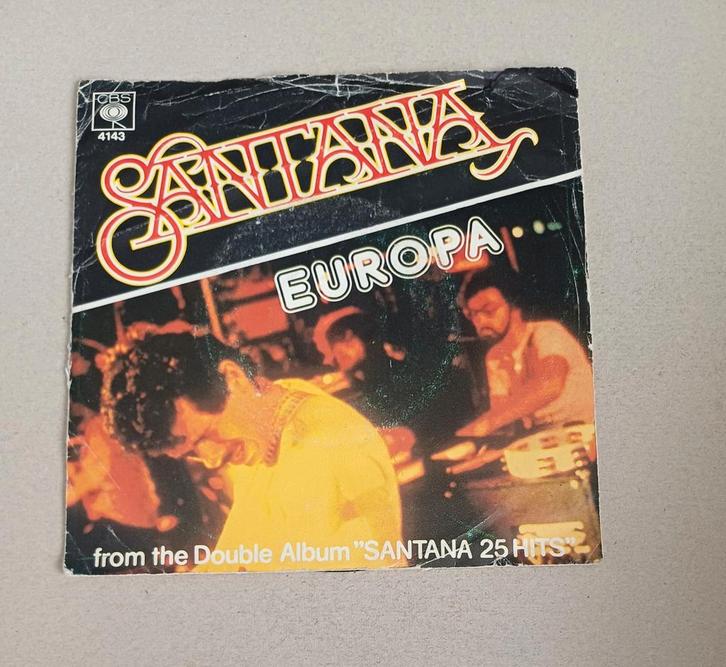 CBS
4143
SANTANA
EUROPA
from the Double Album "SANTANA 25 HITS"